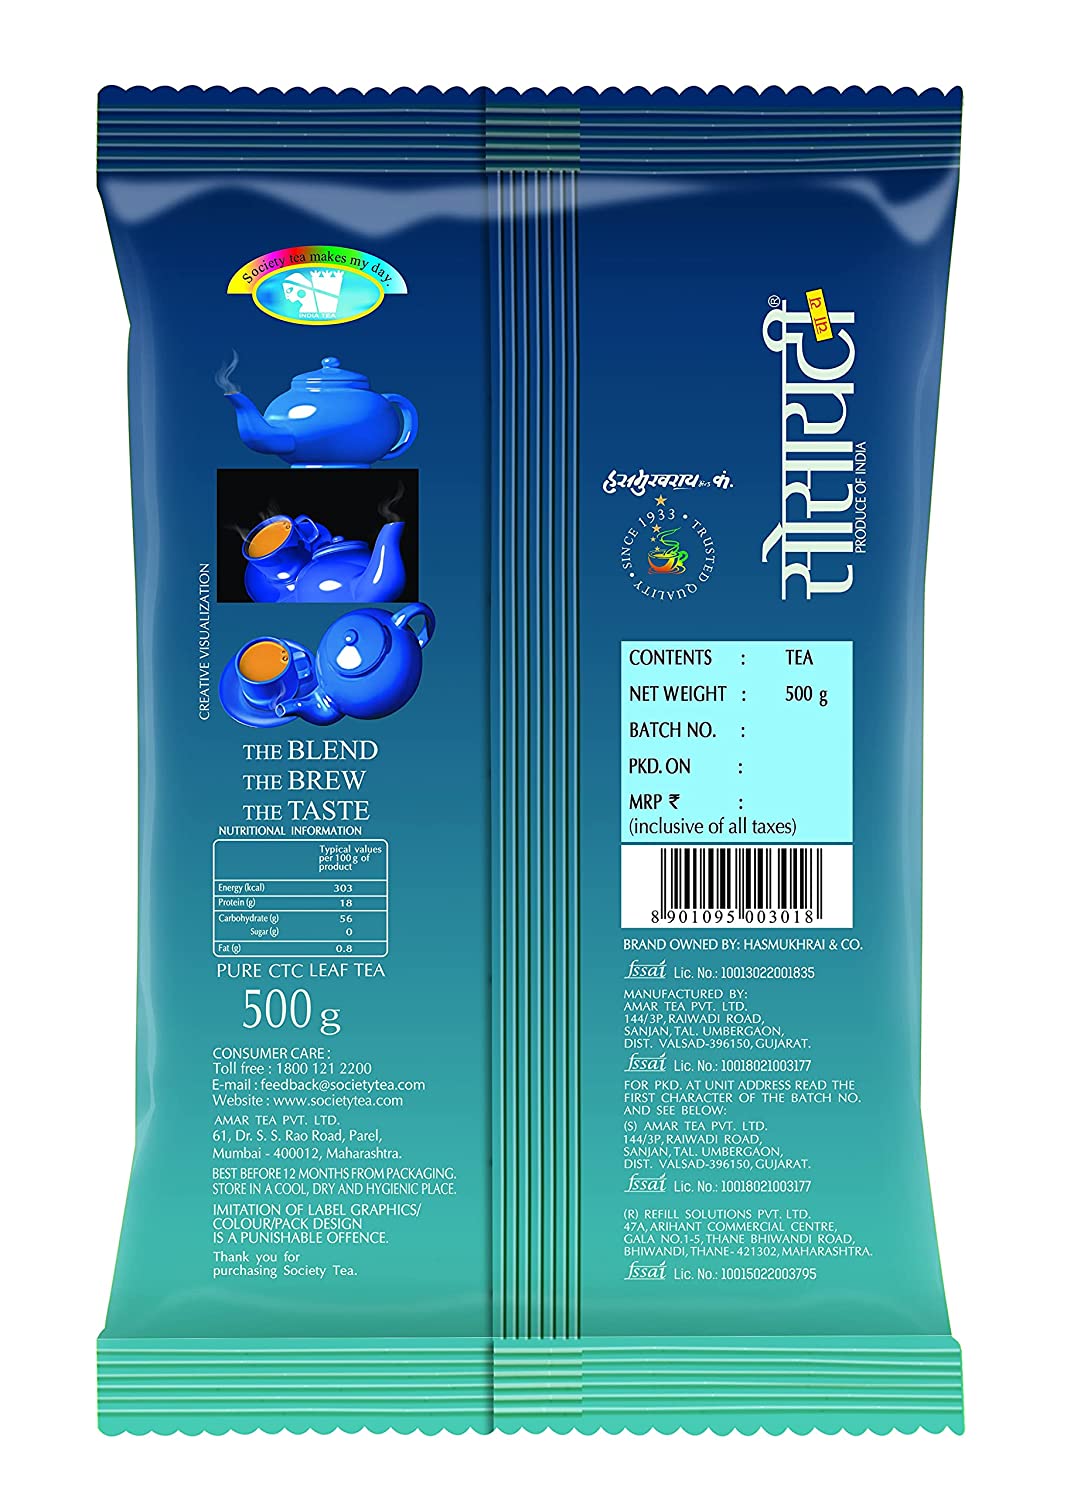 Society tea makes my day.
INDIA TEA
CREATIVE VISUALIZATION
THE BLEND
THE BREW
THE TASTE
NUTRITIONAL INFORMATION
Typical values
per 100 g of
product
Energy (kcal) 303
Protein (g) 18
Carbohydrate (g) 56
Sugar (g) 0
Fat (g) 0.8
PURE CTC LEAF TEA
500 g
CONSUMER CARE :
Toll free : 1800 121 2200
E-mail : feedback@societytea.com
Website : www.societytea.com
AMAR TEA PVT. LTD.
61, Dr. S. S. Rao Road, Parel,
Mumbai - 400012, Maharashtra.
BEST BEFORE 12 MONTHS FROM PACKAGING.
STORE IN A COOL, DRY AND HYGIENIC PLACE.
IMITATION OF LABEL GRAPHICS/
COLOUR/PACK DESIGN
IS A PUNISHABLE OFFENCE.
Thank you for
purchasing Society Tea.
सोसायटी®
चाय
PRODUCE OF INDIA
हसमुखराय अँन्ड कं.
SINCE 1933 • TRUSTED QUALITY •
CONTENTS : TEA
NET WEIGHT : 500 g
BATCH NO. :
PKD. ON :
MRP ₹ :
(inclusive of all taxes)
8 901095 003018
BRAND OWNED BY: HASMUKHRAI & CO.
fssai Lic. No.: 10013022001835
MANUFACTURED BY:
AMAR TEA PVT. LTD.
144/3P, RAIWADI ROAD,
SANJAN, TAL. UMBERGAON,
DIST. VALSAD-396150, GUJARAT.
fssai Lic. No.: 10018021003177
FOR PKD. AT UNIT ADDRESS READ THE
FIRST CHARACTER OF THE BATCH NO.
AND SEE BELOW:
(S) AMAR TEA PVT. LTD.
144/3P, RAIWADI ROAD,
SANJAN, TAL. UMBERGAON,
DIST. VALSAD-396150, GUJARAT.
fssai Lic. No.: 10018021003177
(R) REFILL SOLUTIONS PVT. LTD.
47A, ARIHANT COMMERCIAL CENTRE,
GALA NO.1-5, THANE BHIWANDI ROAD,
BHIWANDI, THANE- 421302, MAHARASHTRA.
fssai Lic. No.: 10015022003795